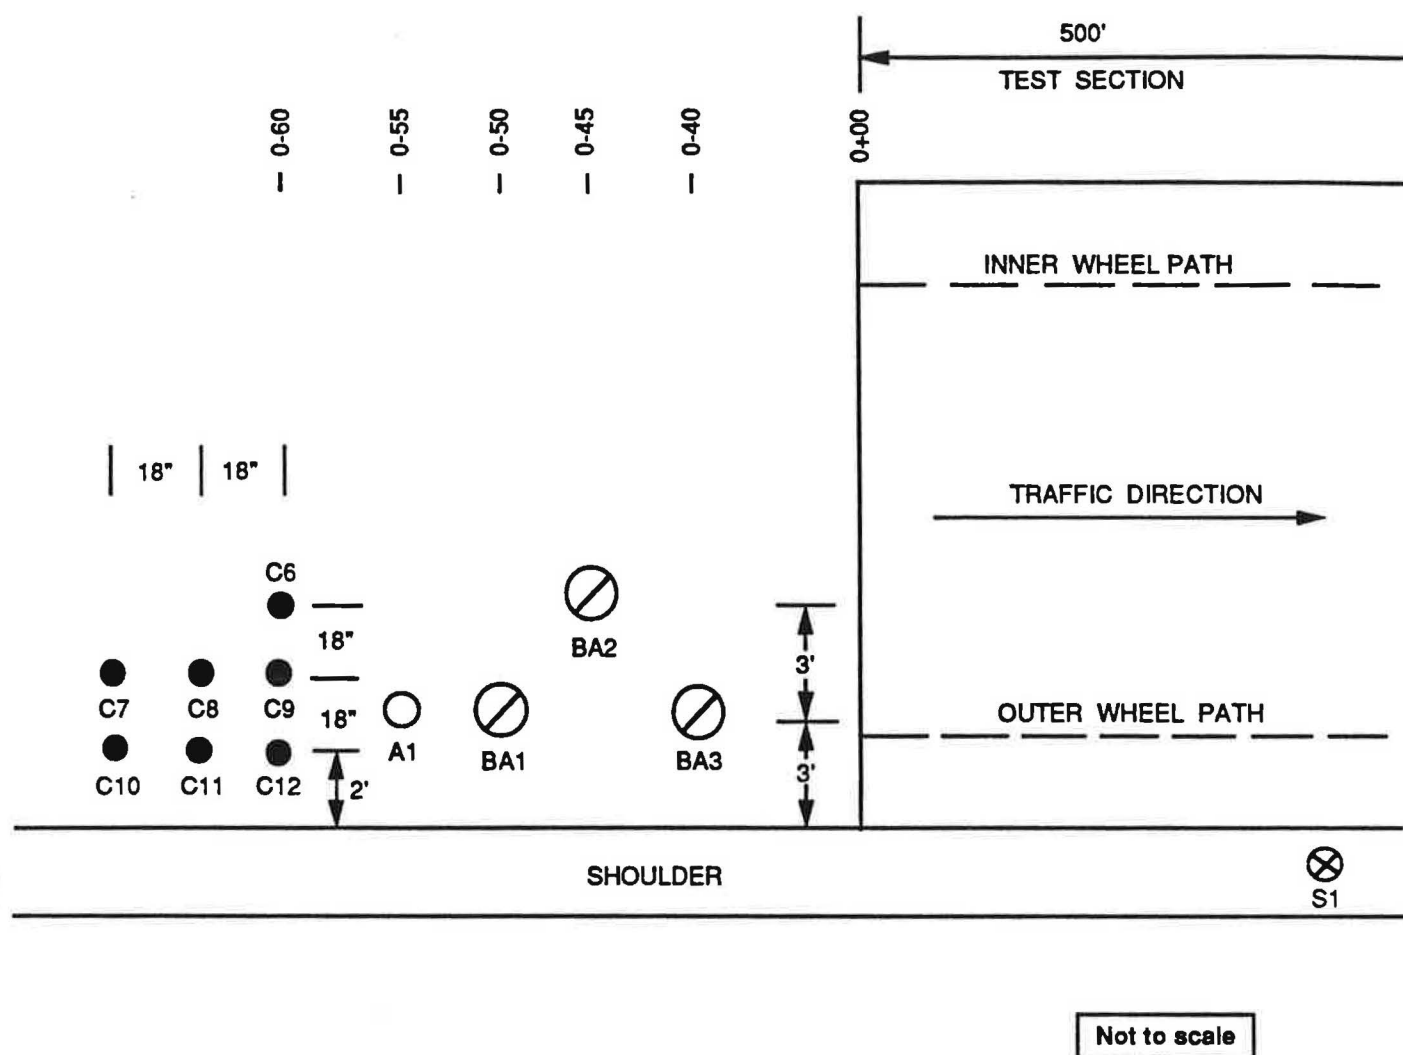 500'
TEST SECTION
0-60
0-55
0-50
0-45
0-40
0+00
INNER WHEEL PATH
18" 18"
TRAFFIC DIRECTION
C6
18"
BA2
3'
C7 C8 C9
18"
OUTER WHEEL PATH
A1 BA1 BA3
3'
C10 C11 C12
2'
SHOULDER
S1
Not to scale